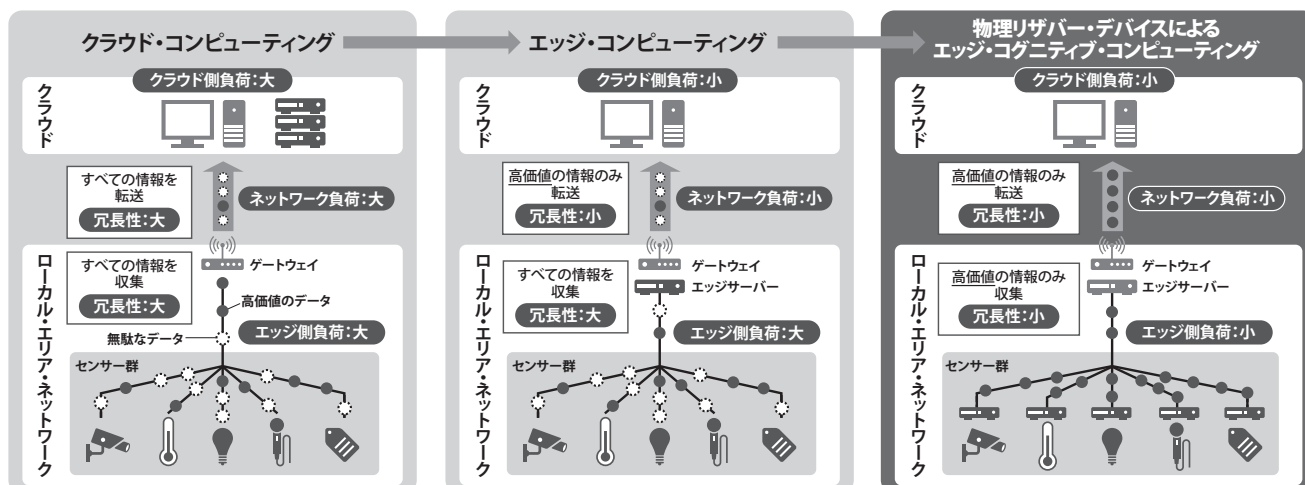 クラウド・コンピューティング
クラウド側負荷：大
クラウド
すべての情報を
転送
冗長性：大
ネットワーク負荷：大
ローカル・エリア・ネットワーク
すべての情報を
収集
冗長性：大
ゲートウェイ
高価値のデータ
無駄なデータ
エッジ側負荷：大
センサー群
エッジ・コンピューティング
クラウド側負荷：小
クラウド
高価値の情報のみ
転送
冗長性：小
ネットワーク負荷：小
ローカル・エリア・ネットワーク
すべての情報を
収集
冗長性：大
ゲートウェイ
エッジサーバー
エッジ側負荷：大
センサー群
物理リザバー・デバイスによる
エッジ・コグニティブ・コンピューティング
クラウド側負荷：小
クラウド
高価値の情報のみ
転送
冗長性：小
ネットワーク負荷：小
ローカル・エリア・ネットワーク
高価値の情報のみ
収集
冗長性：小
ゲートウェイ
エッジサーバー
エッジ側負荷：小
センサー群